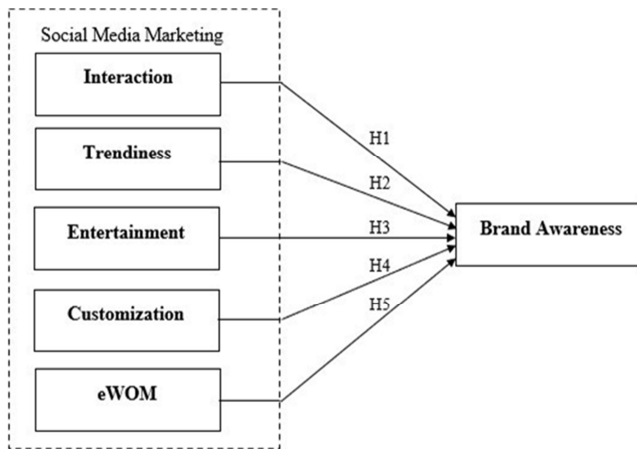 Social Media Marketing
Interaction
H1
Trendiness
H2
Entertainment
H3
Brand Awareness
H4
Customization
H5
eWOM